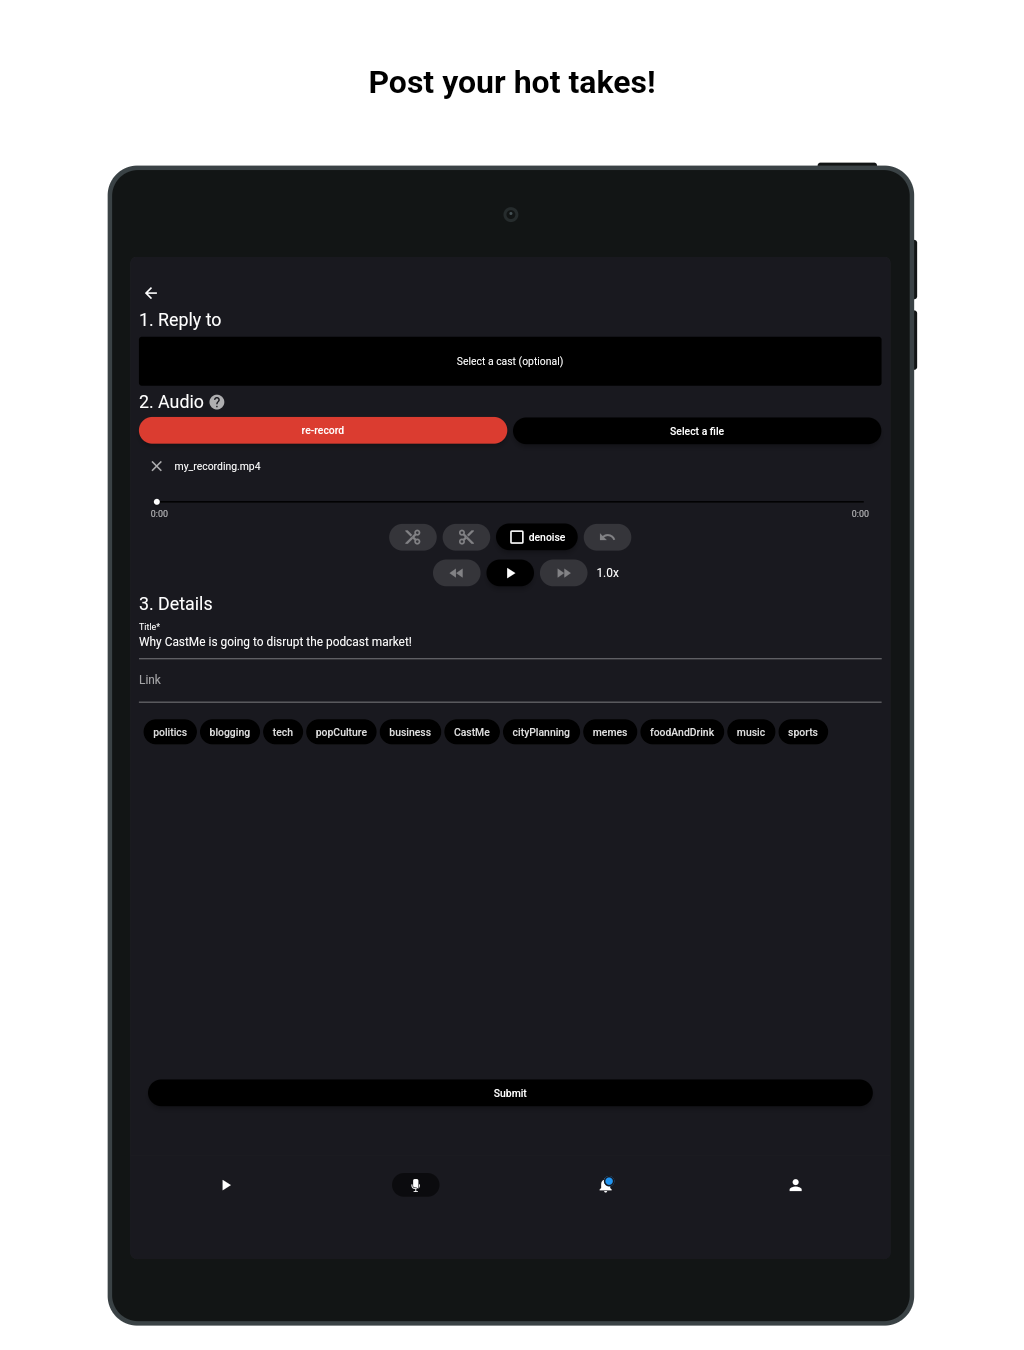 Post your hot takes!
1. Reply to
Select a cast (optional)
2. Audio
re-record
Select a file
my_recording.mp4
0:00 0:00
denoise
1.0x
3. Details
Title*
Why CastMe is going to disrupt the podcast market!
Link
politics blogging tech popCulture business CastMe cityPlanning memes foodAndDrink music sports
Submit